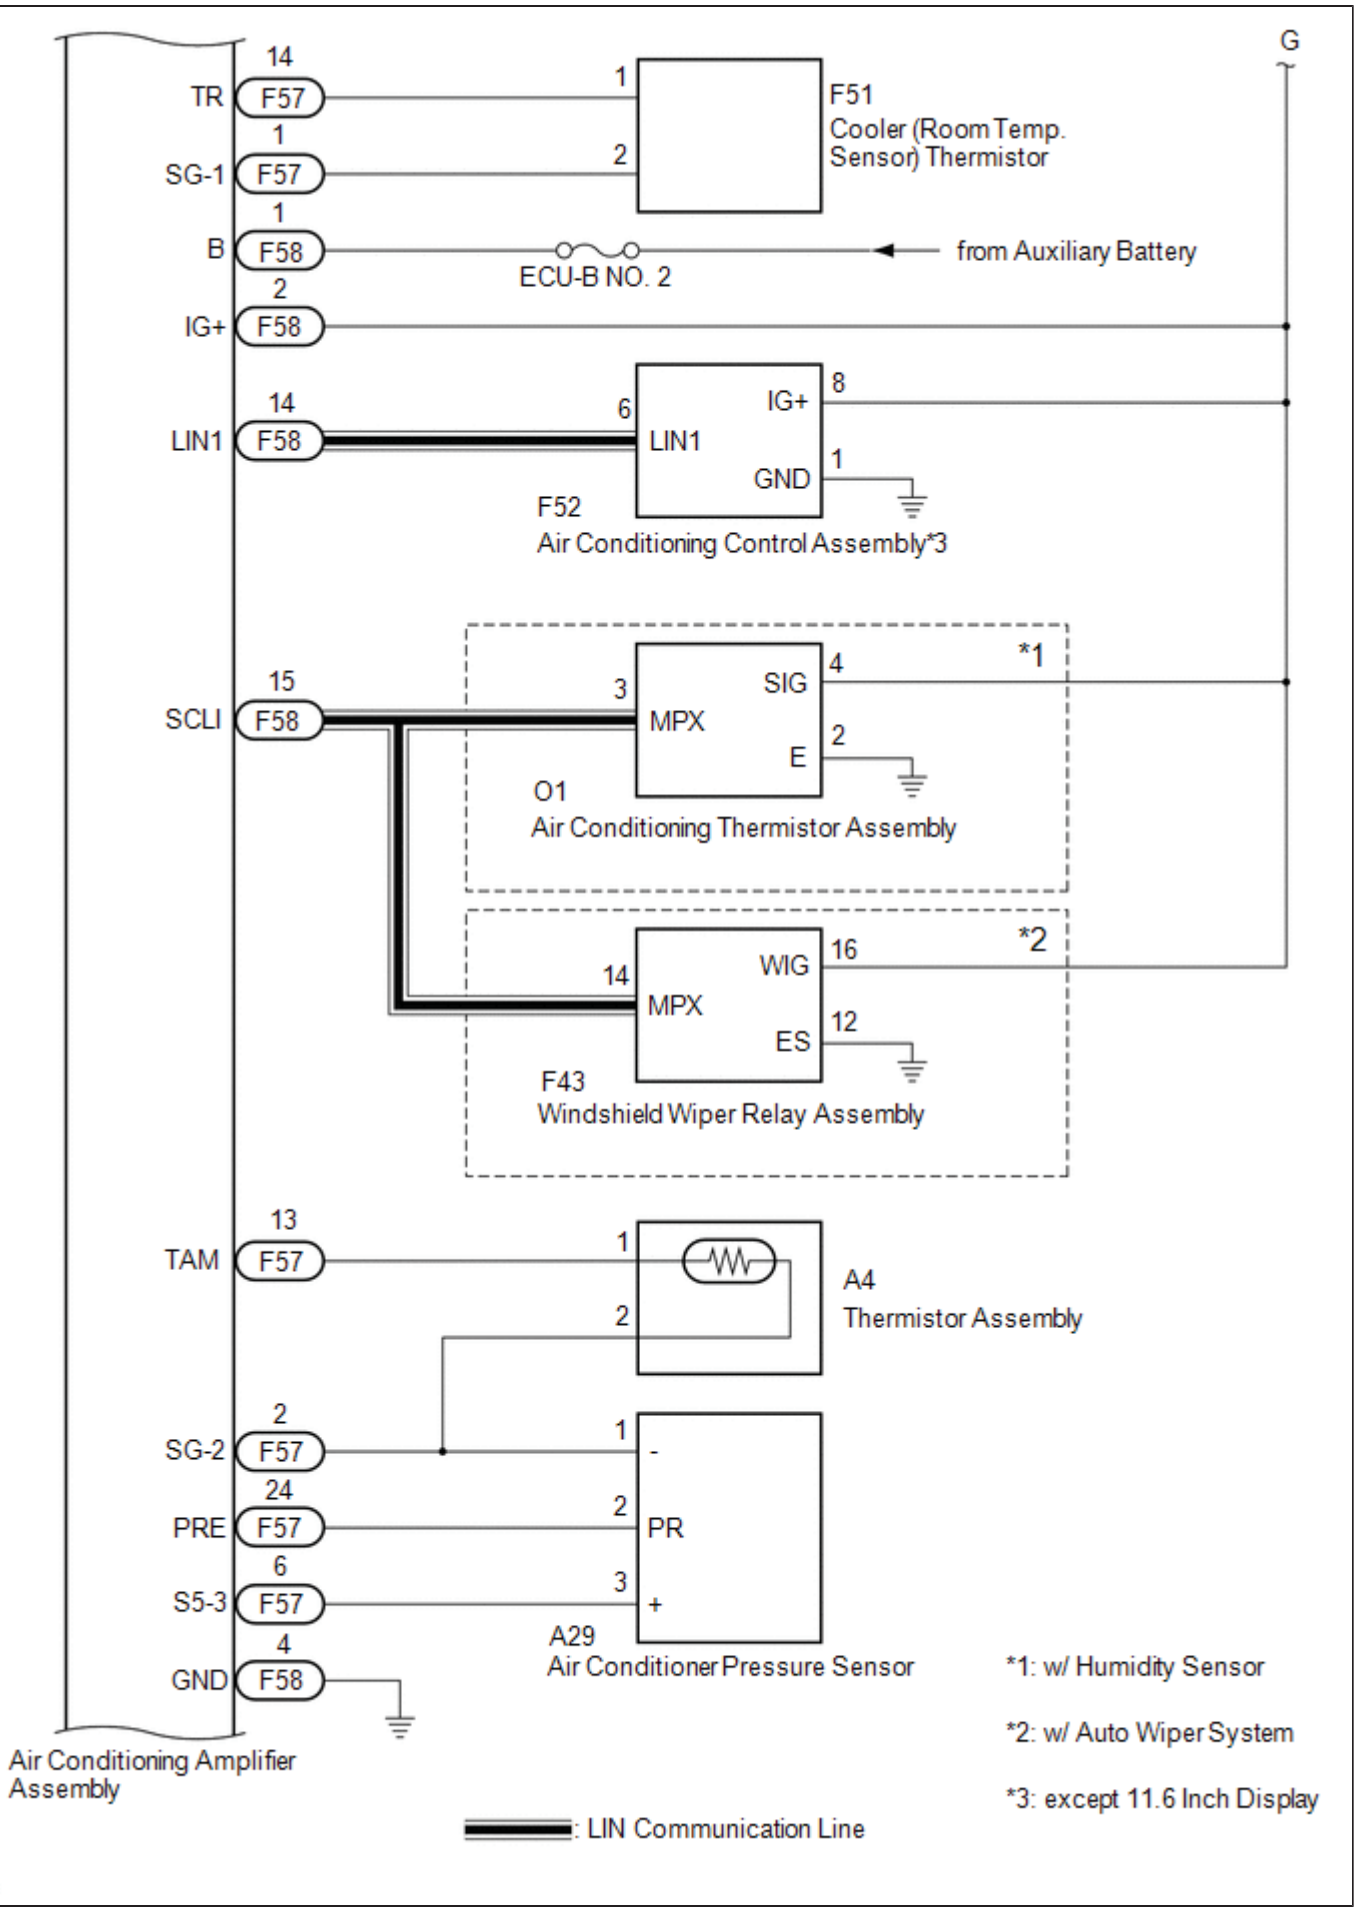 G
14
TR
F57
1
F51
Cooler (Room Temp.
Sensor) Thermistor
1
SG-1
F57
2
1
B
F58
ECU-B NO. 2
from Auxiliary Battery
2
IG+
F58
14
LIN1
F58
6
LIN1
IG+
8
GND
1
F52
Air Conditioning Control Assembly*3
15
SCLI
F58
*1
3
MPX
SIG
4
E
2
O1
Air Conditioning Thermistor Assembly
*2
14
MPX
WIG
16
ES
12
F43
Windshield Wiper Relay Assembly
13
TAM
F57
1
2
A4
Thermistor Assembly
2
SG-2
F57
1
-
24
PRE
F57
2
PR
6
S5-3
F57
3
+
A29
Air Conditioner Pressure Sensor
4
GND
F58
Air Conditioning Amplifier
Assembly
*1: w/ Humidity Sensor
*2: w/ Auto Wiper System
*3: except 11.6 Inch Display
: LIN Communication Line